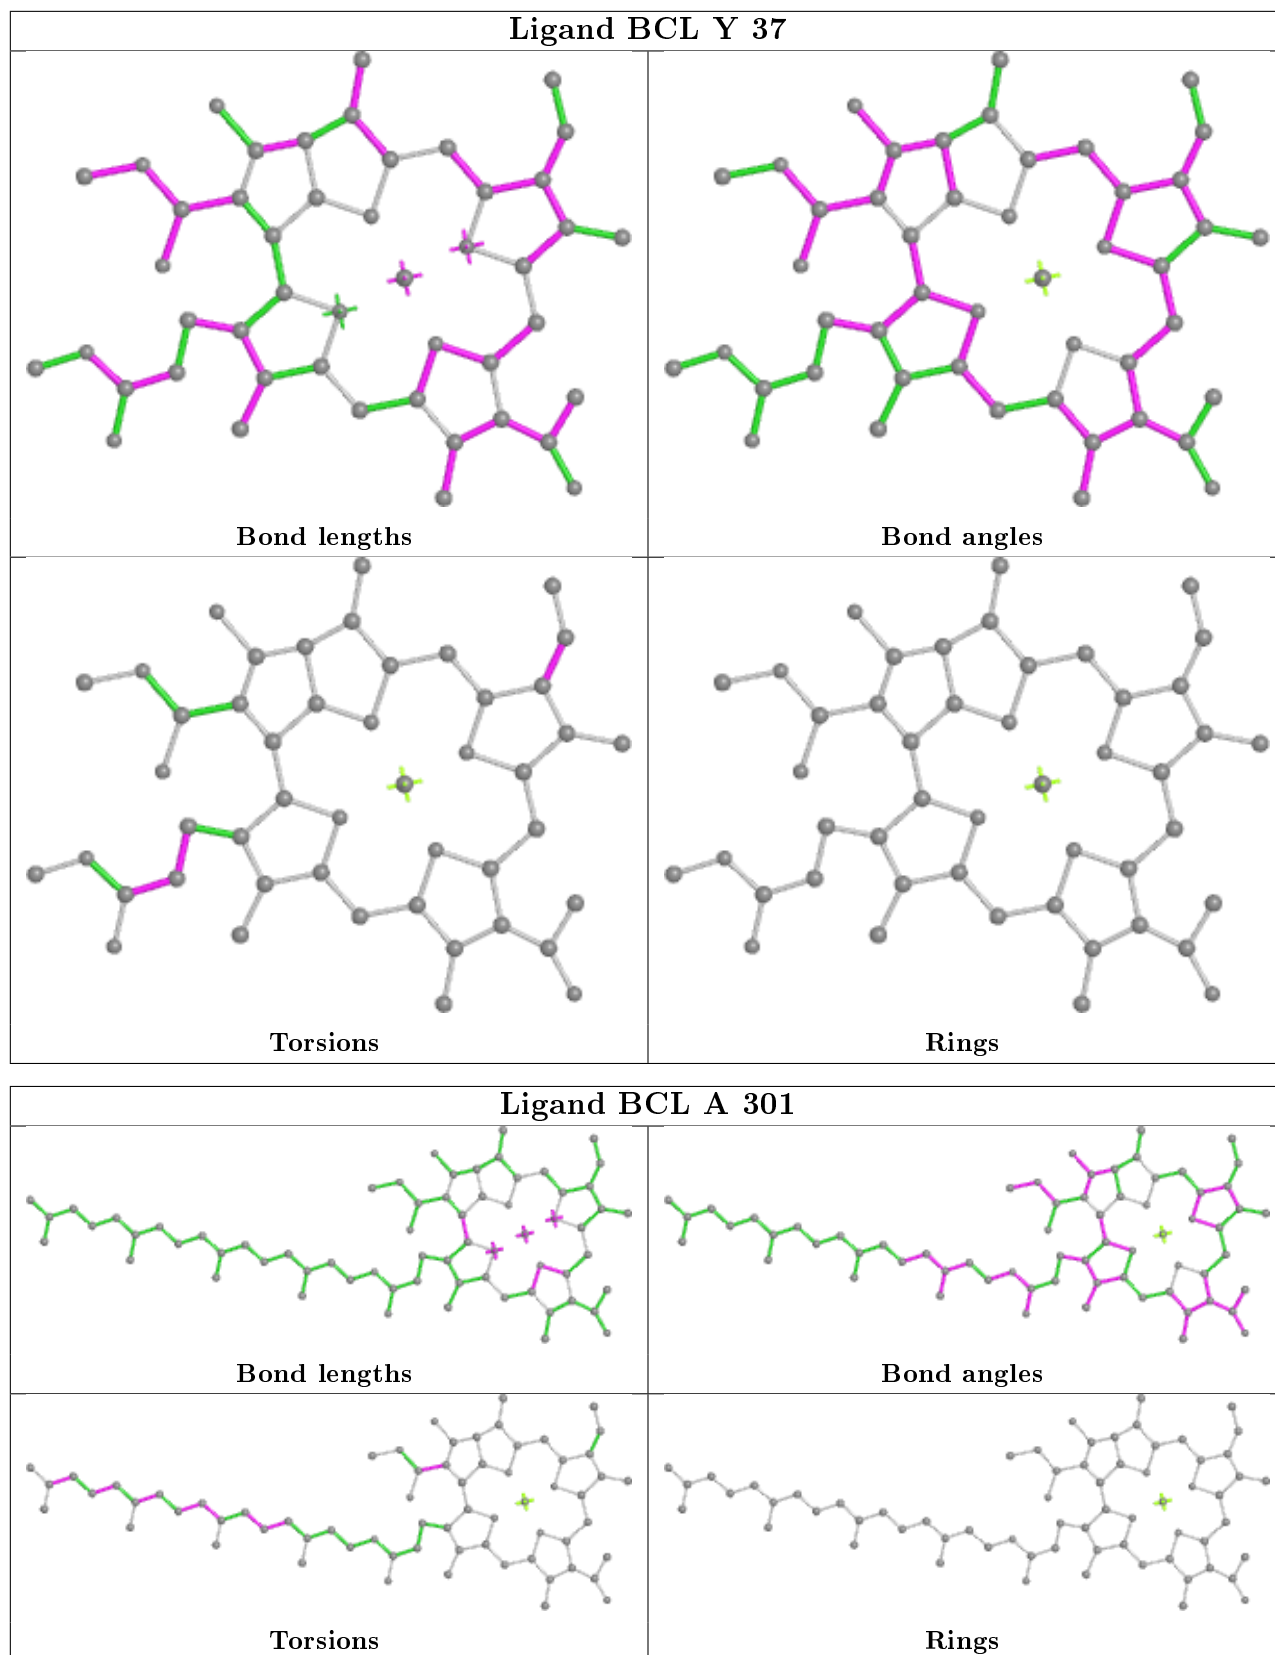 Ligand BCL Y 37
Bond lengths
Bond angles
Torsions
Rings
Ligand BCL A 301
Bond lengths
Bond angles
Torsions
Rings